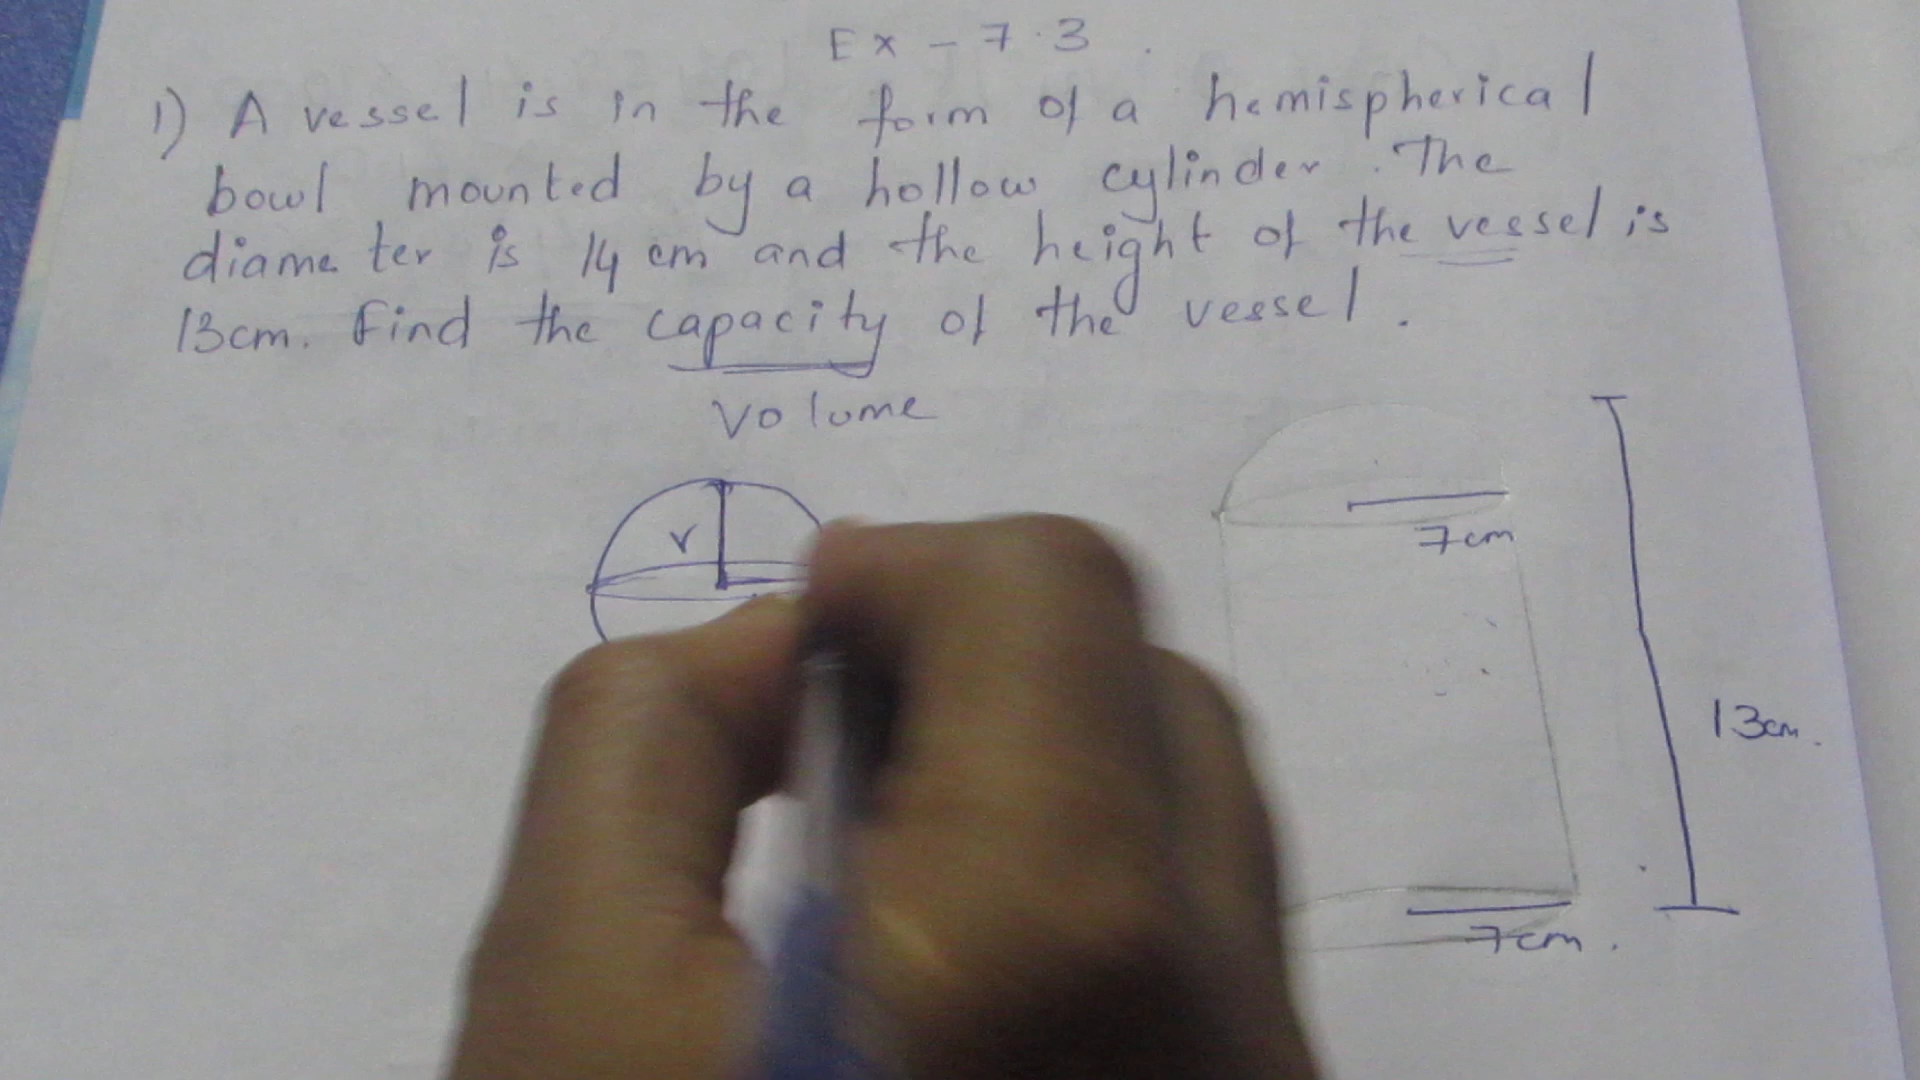 Ex - 7.3.
1) A vessel is in the form of a hemispherical
bowl mounted by a hollow cylinder. The
diameter is 14 cm and the height of the vessel is
13cm. Find the capacity of the vessel.
Volume
r
7cm
13cm.
7cm.